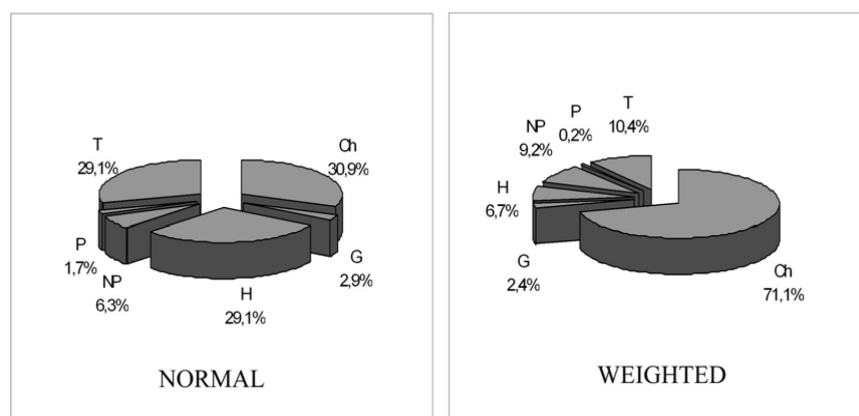 T
29,1%
Ch
30,9%
P
1,7%
NP
6,3%
H
29,1%
G
2,9%
NORMAL
P
0,2%
T
10,4%
NP
9,2%
H
6,7%
G
2,4%
Ch
71,1%
WEIGHTED